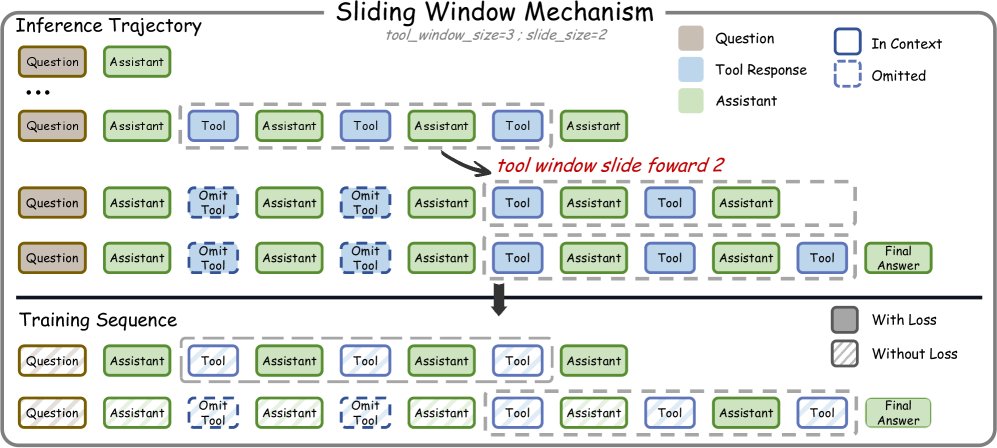 Sliding Window Mechanism
tool_window_size=3 ; slide_size=2
Inference Trajectory
Question Assistant
...
Question Assistant Tool Assistant Tool Assistant Tool Assistant
Question
Tool Response
Assistant
In Context
Omitted
tool window slide foward 2
Question Assistant Omit Tool Assistant Omit Tool Assistant Tool Assistant Tool Assistant
Question Assistant Omit Tool Assistant Omit Tool Assistant Tool Assistant Tool Assistant Tool Final Answer
Training Sequence
With Loss
Without Loss
Question Assistant Tool Assistant Tool Assistant Tool Assistant
Question Assistant Omit Tool Assistant Omit Tool Assistant Tool Assistant Tool Assistant Tool Final Answer